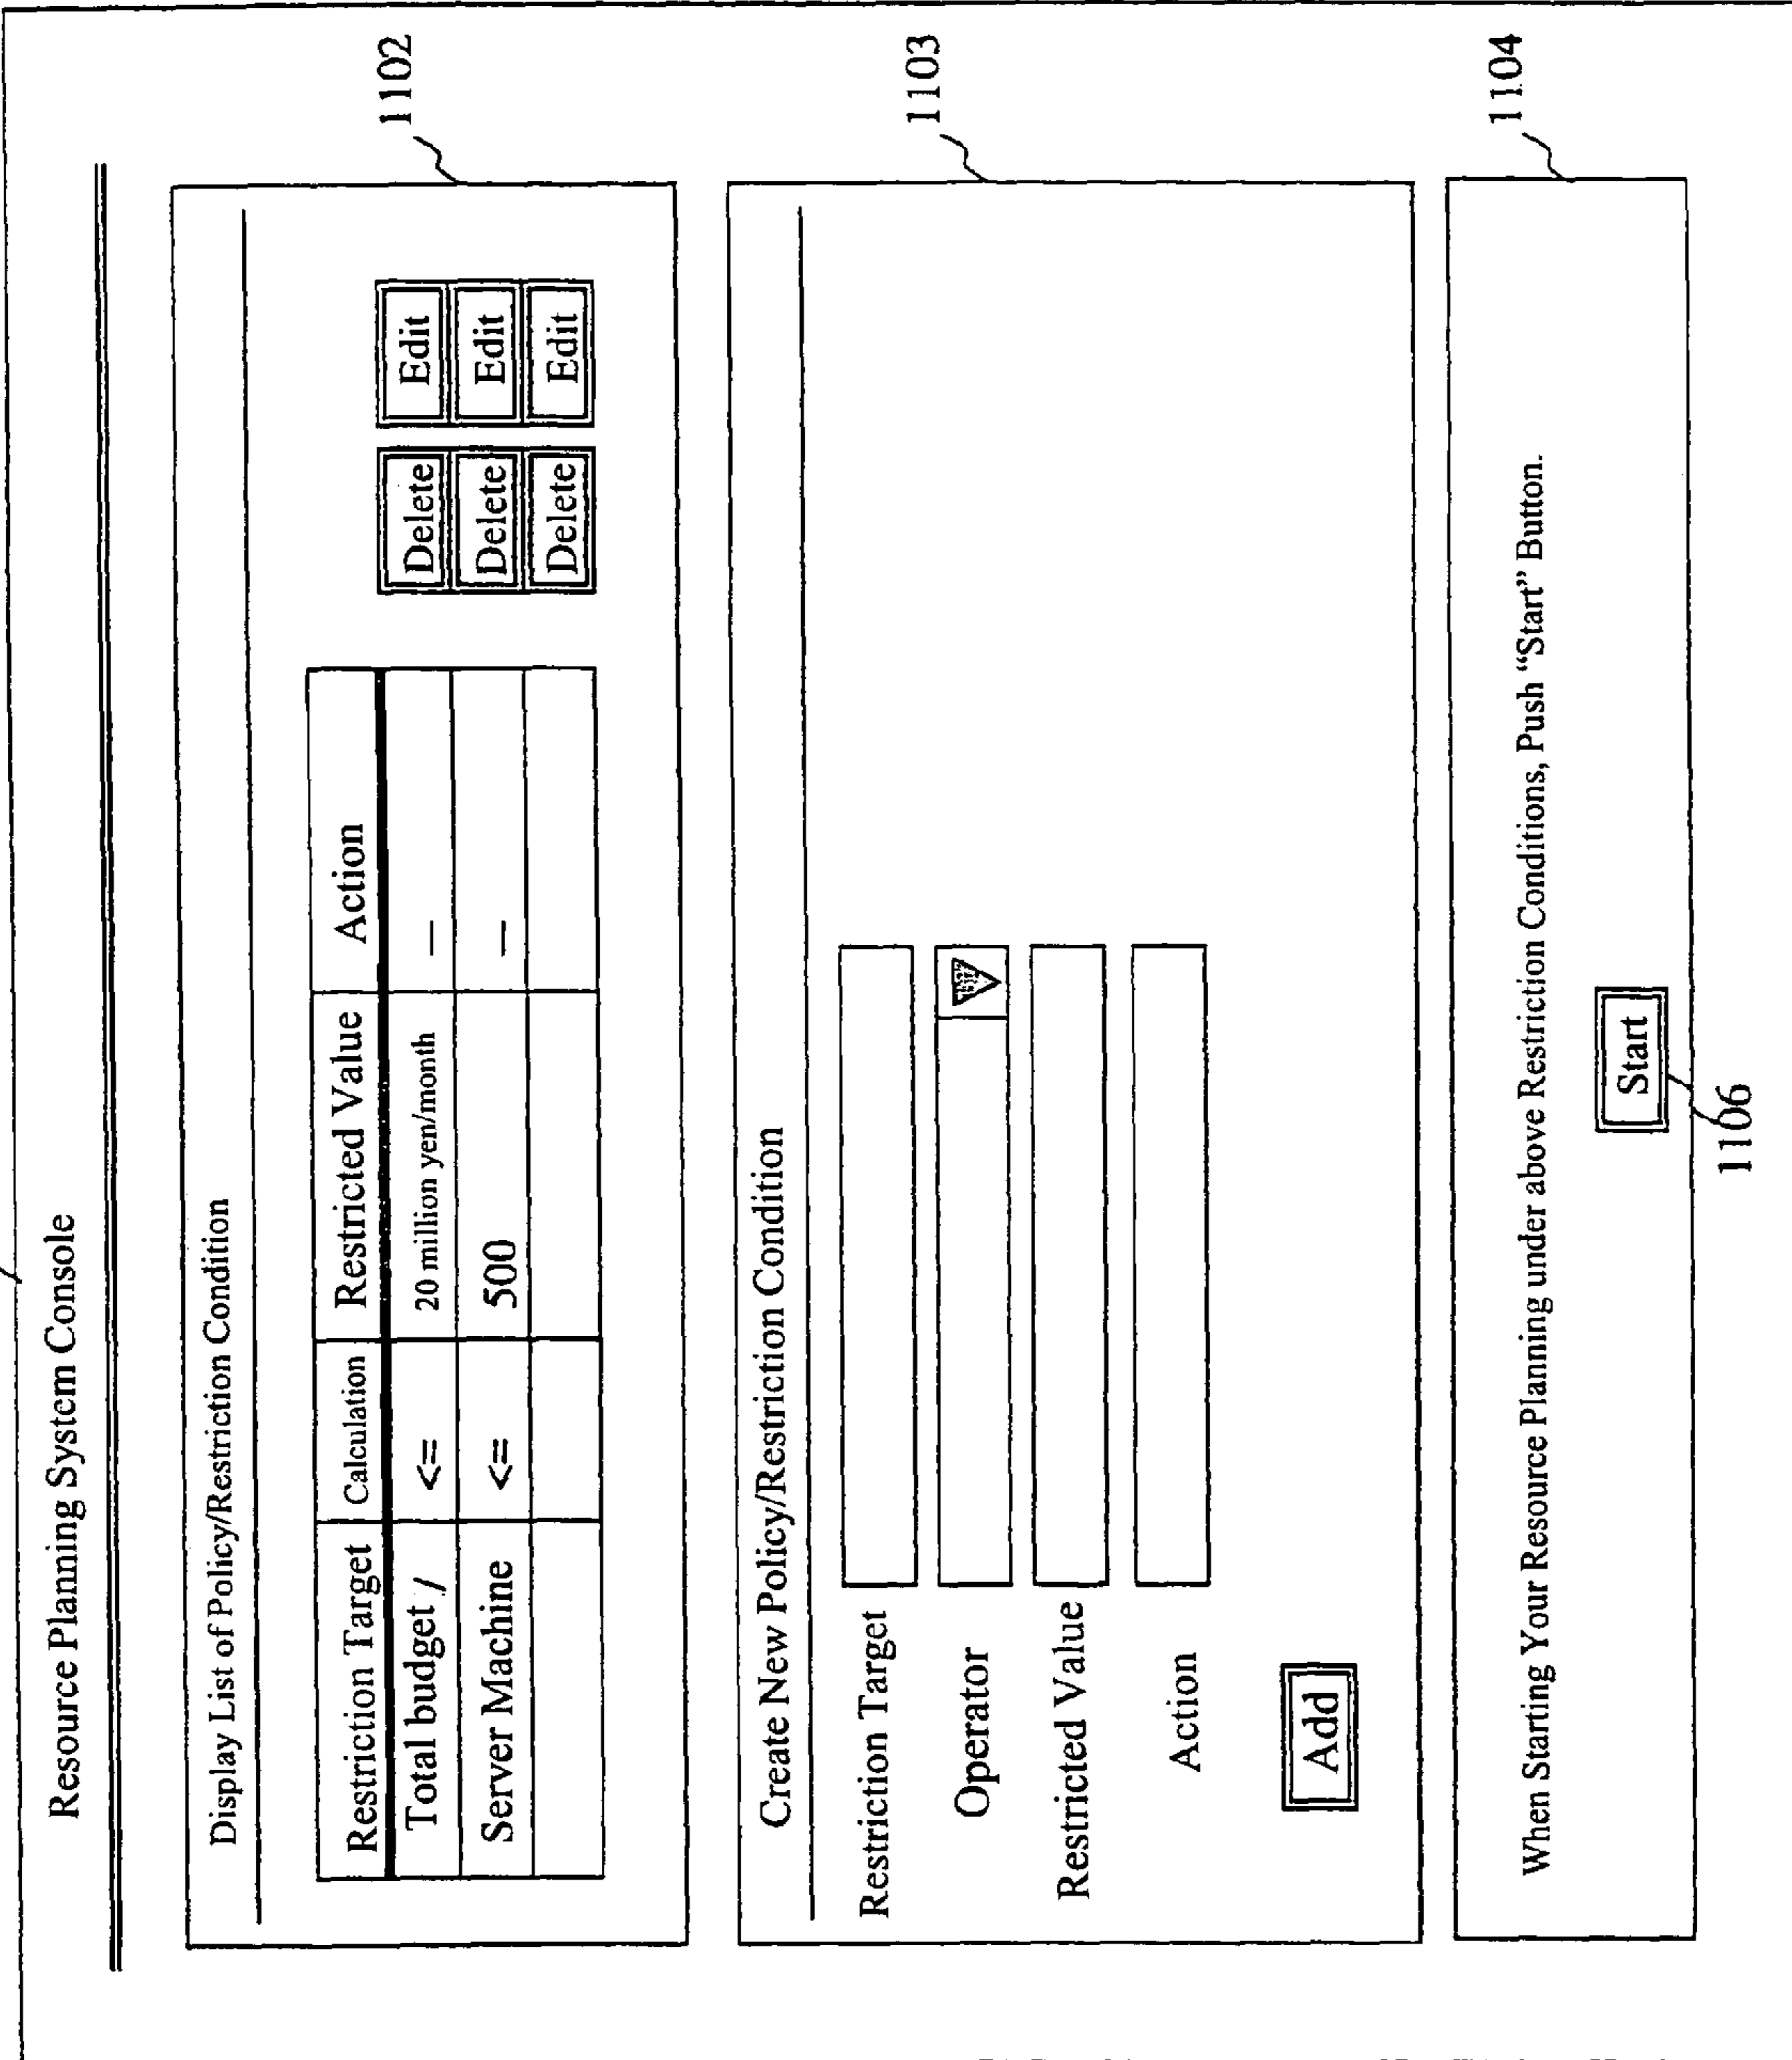 Resource Planning System Console
Display List of Policy/Restriction Condition
1102
Restriction Target Calculation Restricted Value Action
Total budget / <= 20 million yen/month – Delete Edit
Server Machine <= 500 – Delete Edit
Delete Edit
Create New Policy/Restriction Condition
1103
Restriction Target
Operator
Restricted Value
Action
Add
1104
When Starting Your Resource Planning under above Restriction Conditions, Push “Start” Button.
Start
1106